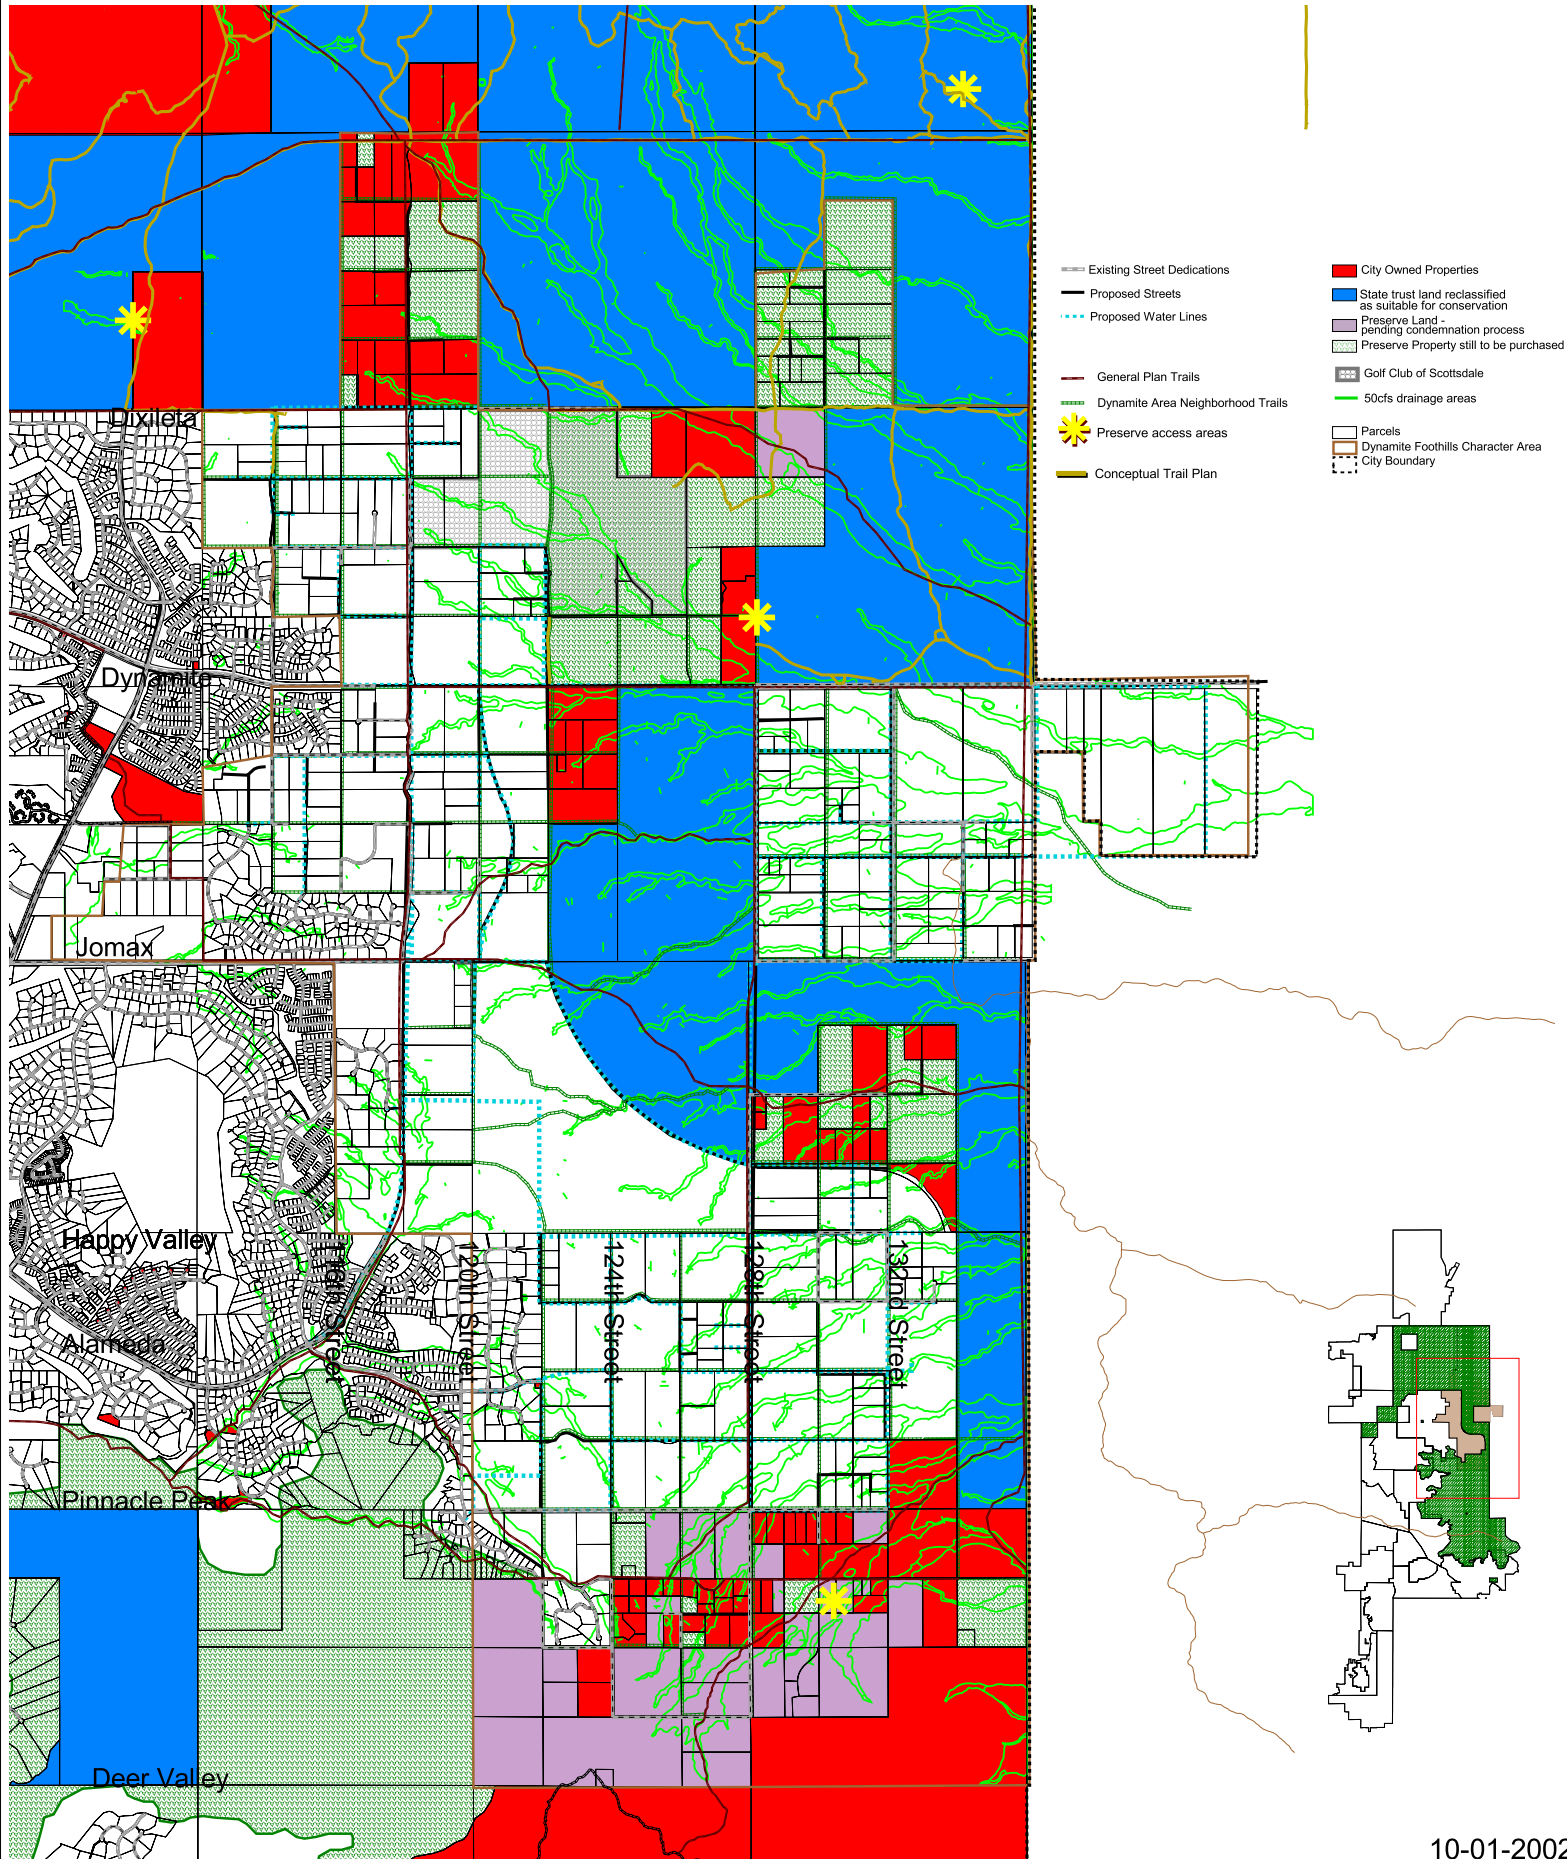 Existing Street Dedications
Proposed Streets
Proposed Water Lines
General Plan Trails
Dynamite Area Neighborhood Trails
Preserve access areas
Conceptual Trail Plan
City Owned Properties
State trust land reclassified
as suitable for conservation
Preserve Land -
pending condemnation process
Preserve Property still to be purchased
Golf Club of Scottsdale
50cfs drainage areas
Parcels
Dynamite Foothills Character Area
City Boundary
Dixileta
Dynamite
Jomax
Happy Valley
Alameda
Pinnacle Peak
Deer Valley
120th Street
124th Street
128th Street
132nd Street
10-01-2002